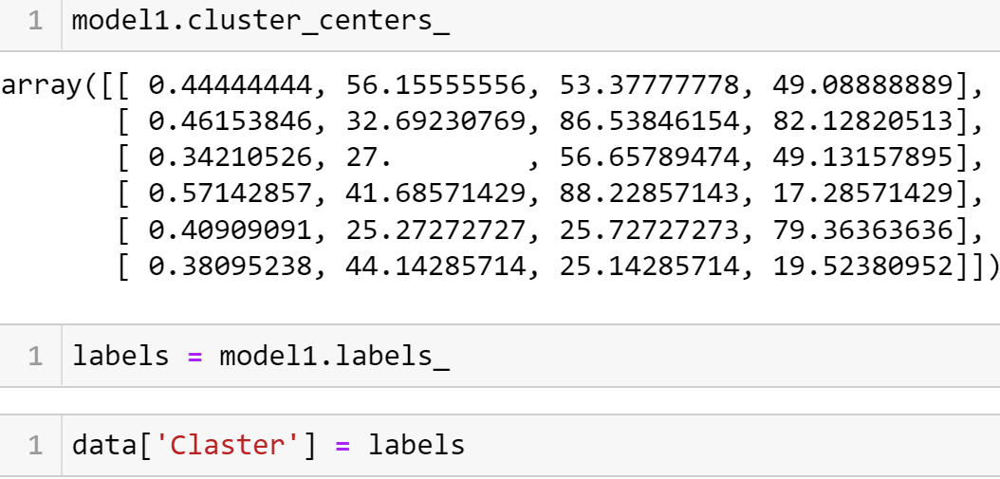 1 model1.cluster_centers_
array([[ 0.44444444, 56.15555556, 53.37777778, 49.08888889],
       [ 0.46153846, 32.69230769, 86.53846154, 82.12820513],
       [ 0.34210526, 27.        , 56.65789474, 49.13157895],
       [ 0.57142857, 41.68571429, 88.22857143, 17.28571429],
       [ 0.40909091, 25.27272727, 25.72727273, 79.36363636],
       [ 0.38095238, 44.14285714, 25.14285714, 19.52380952]])
1 labels = model1.labels_
1 data['Claster'] = labels